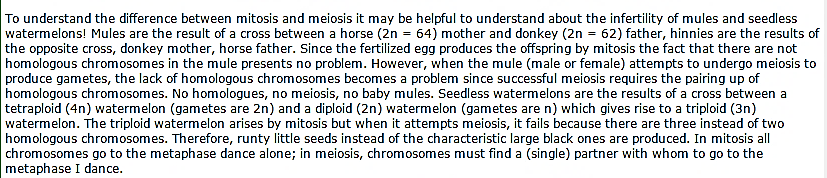 To understand the difference between mitosis and meiosis it may be helpful to understand about the infertility of mules and seedless
watermelons! Mules are the result of a cross between a horse (2n = 64) mother and donkey (2n = 62) father, hinnies are the results of
the opposite cross, donkey mother, horse father. Since the fertilized egg produces the offspring by mitosis the fact that there are not
homologous chromosomes in the mule presents no problem. However, when the mule (male or female) attempts to undergo meiosis to
produce gametes, the lack of homologous chromosomes becomes a problem since successful meiosis requires the pairing up of
homologous chromosomes. No homologues, no meiosis, no baby mules. Seedless watermelons are the results of a cross between a
tetraploid (4n) watermelon (gametes are 2n) and a diploid (2n) watermelon (gametes are n) which gives rise to a triploid (3n)
watermelon. The triploid watermelon arises by mitosis but when it attempts meiosis, it fails because there are three instead of two
homologous chromosomes. Therefore, runty little seeds instead of the characteristic large black ones are produced. In mitosis all
chromosomes go to the metaphase dance alone; in meiosis, chromosomes must find a (single) partner with whom to go to the
metaphase I dance.